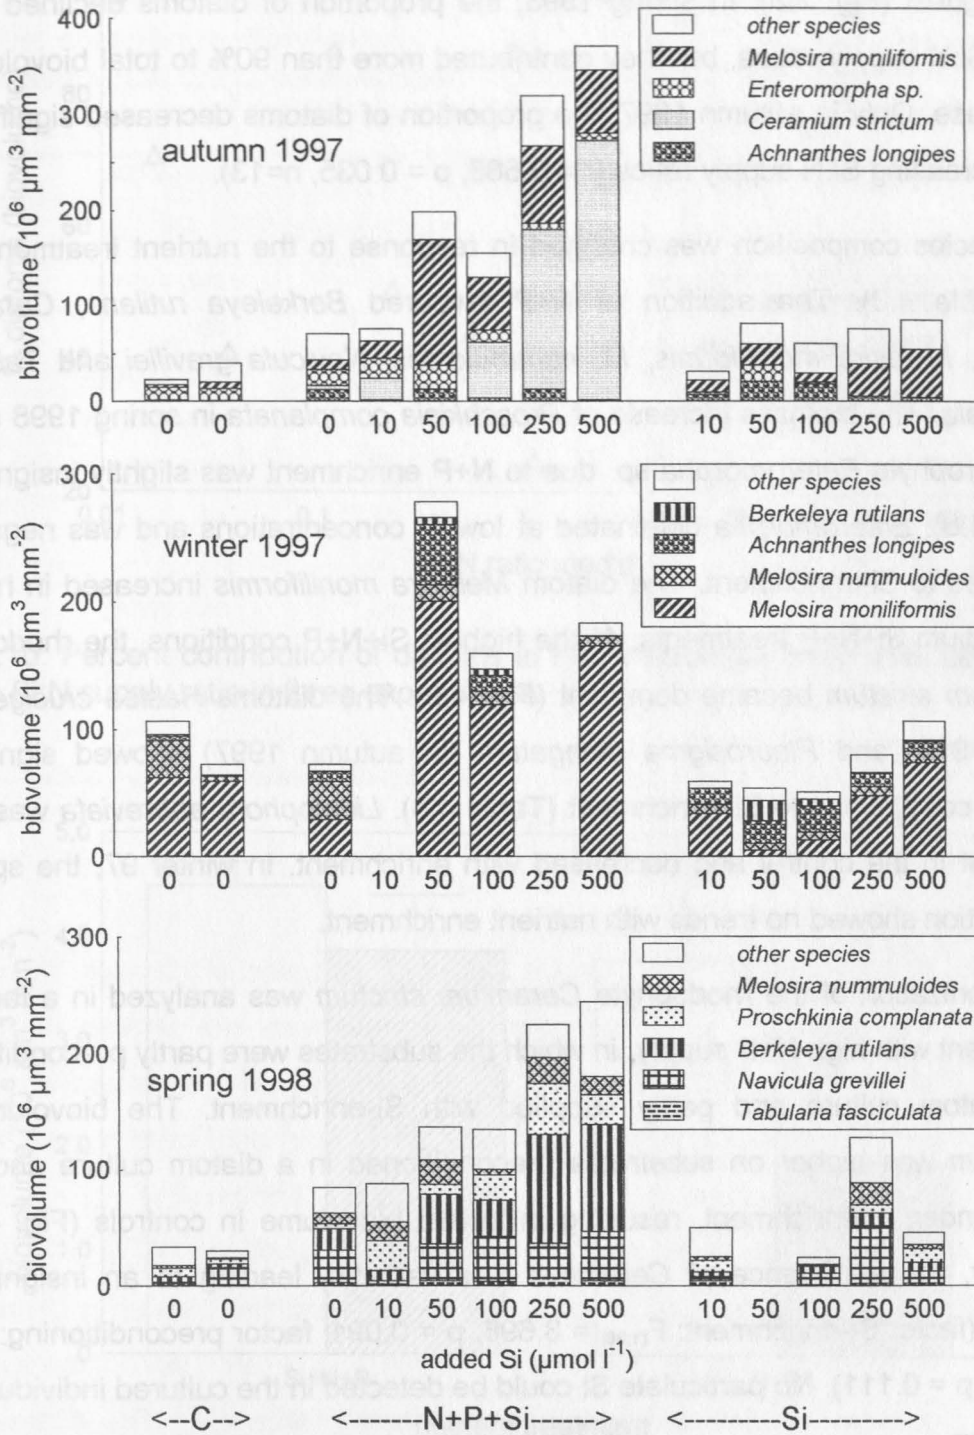 400
300
200
100
0
biovolume (10⁶ µm³ mm⁻²)
autumn 1997
other species
Melosira moniliformis
Enteromorpha sp.
Ceramium strictum
Achnanthes longipes
0 0 0 10 50 100 250 500 10 50 100 250 500
300
200
100
0
biovolume (10⁶ µm³ mm⁻²)
winter 1997
other species
Berkeleya rutilans
Achnanthes longipes
Melosira nummuloides
Melosira moniliformis
0 0 0 10 50 100 250 500 10 50 100 250 500
300
200
100
0
biovolume (10⁶ µm³ mm⁻²)
spring 1998
other species
Melosira nummuloides
Proschkinia complanata
Berkeleya rutilans
Navicula grevillei
Tabularia fasciculata
0 0 0 10 50 100 250 500 10 50 100 250 500
added Si (µmol l⁻¹)
<--C--> <--------N+P+Si--------> <----------Si---------->